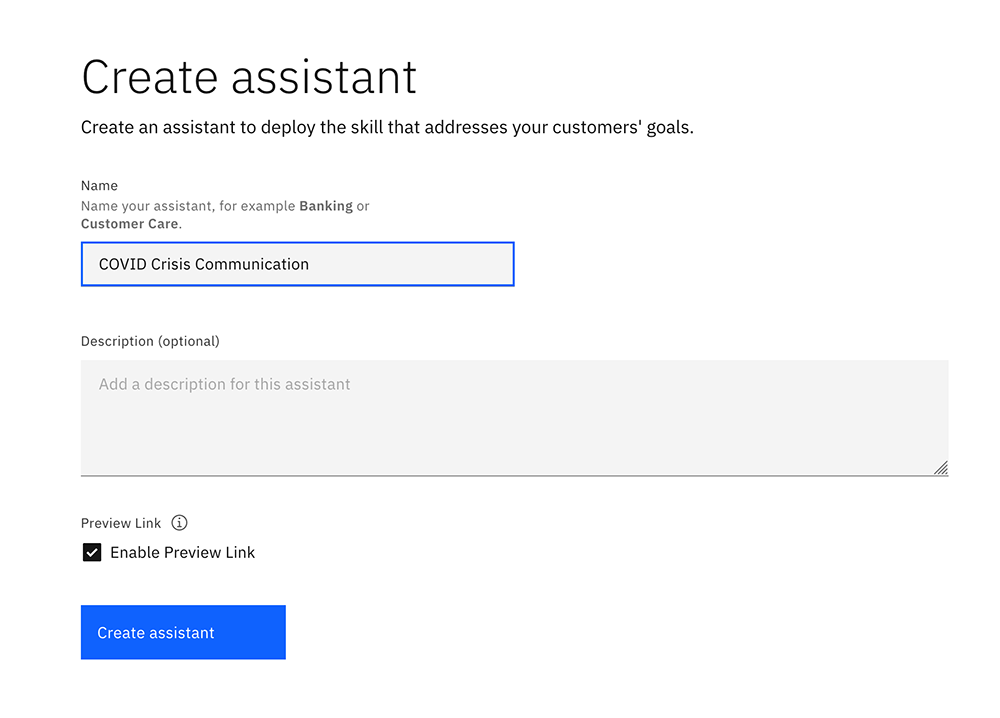 Create assistant
Create an assistant to deploy the skill that addresses your customers' goals.
Name
Name your assistant, for example Banking or
Customer Care.
COVID Crisis Communication
Description (optional)
Add a description for this assistant
Preview Link
Enable Preview Link
Create assistant